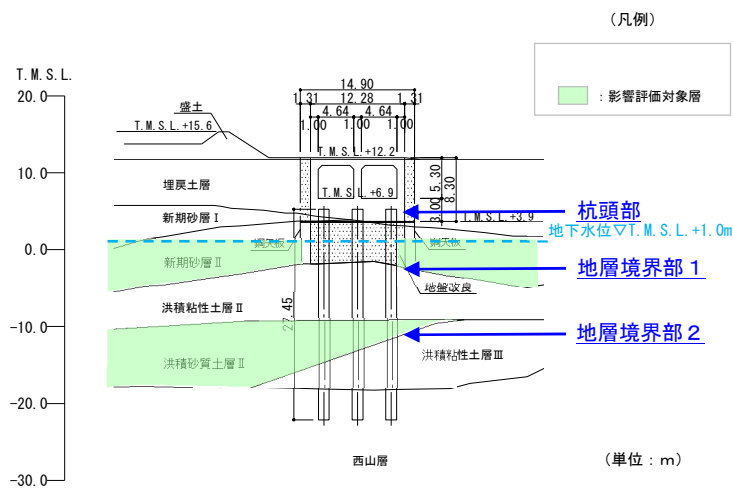 (凡例)
:影響評価対象層
T.M.S.L.
20.0
10.0
0.0
-10.0
-20.0
-30.0
14.90
1.31 12.28 1.31
4.64 4.64
1.00 1.00 1.00
盛土
T.M.S.L.+15.6
T.M.S.L.+12.2
T.M.S.L.+6.9
5.30
3.00
8.30
T.M.S.L.+3.9
埋戻土層
新期砂層Ⅰ
杭頭部
地下水位▽T.M.S.L.+1.0m
鋼矢板
鋼矢板
新期砂層Ⅱ
地層境界部1
地盤改良
27.45
洪積粘性土層Ⅱ
地層境界部2
洪積砂質土層Ⅱ
洪積粘性土層Ⅲ
西山層
(単位:m)